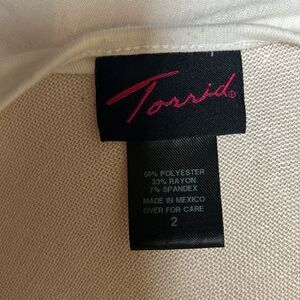 Torrid®
60% POLYESTER
33% RAYON
7% SPANDEX
MADE IN MEXICO
OVER FOR CARE
2